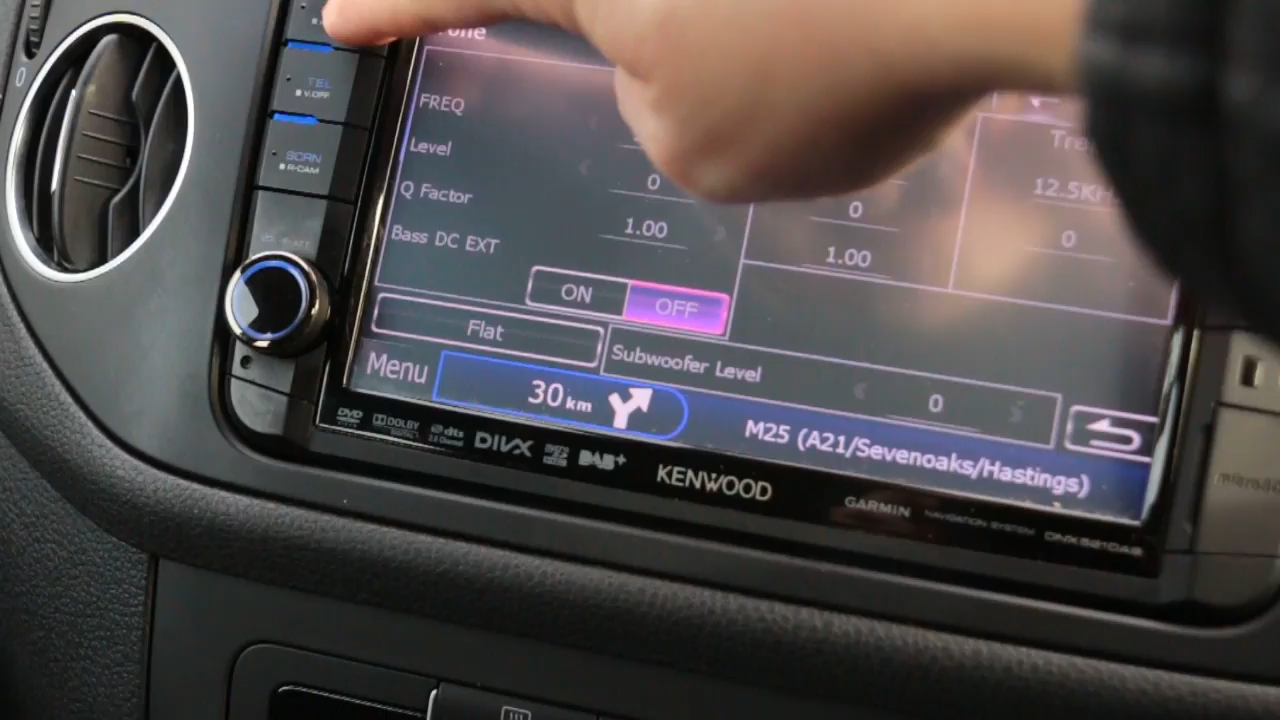 TEL
V.OFF
SCRN
R-CAM
FREQ
Level
0
0
12.5KH
Q Factor
1.00
1.00
0
Bass DC EXT
ON OFF
Flat
Subwoofer Level
0
Menu
30 km
M25 (A21/Sevenoaks/Hastings)
DVD
DOLBY
dts
DIVX
DAB+
KENWOOD
GARMIN
NAVIGATION SYSTEM